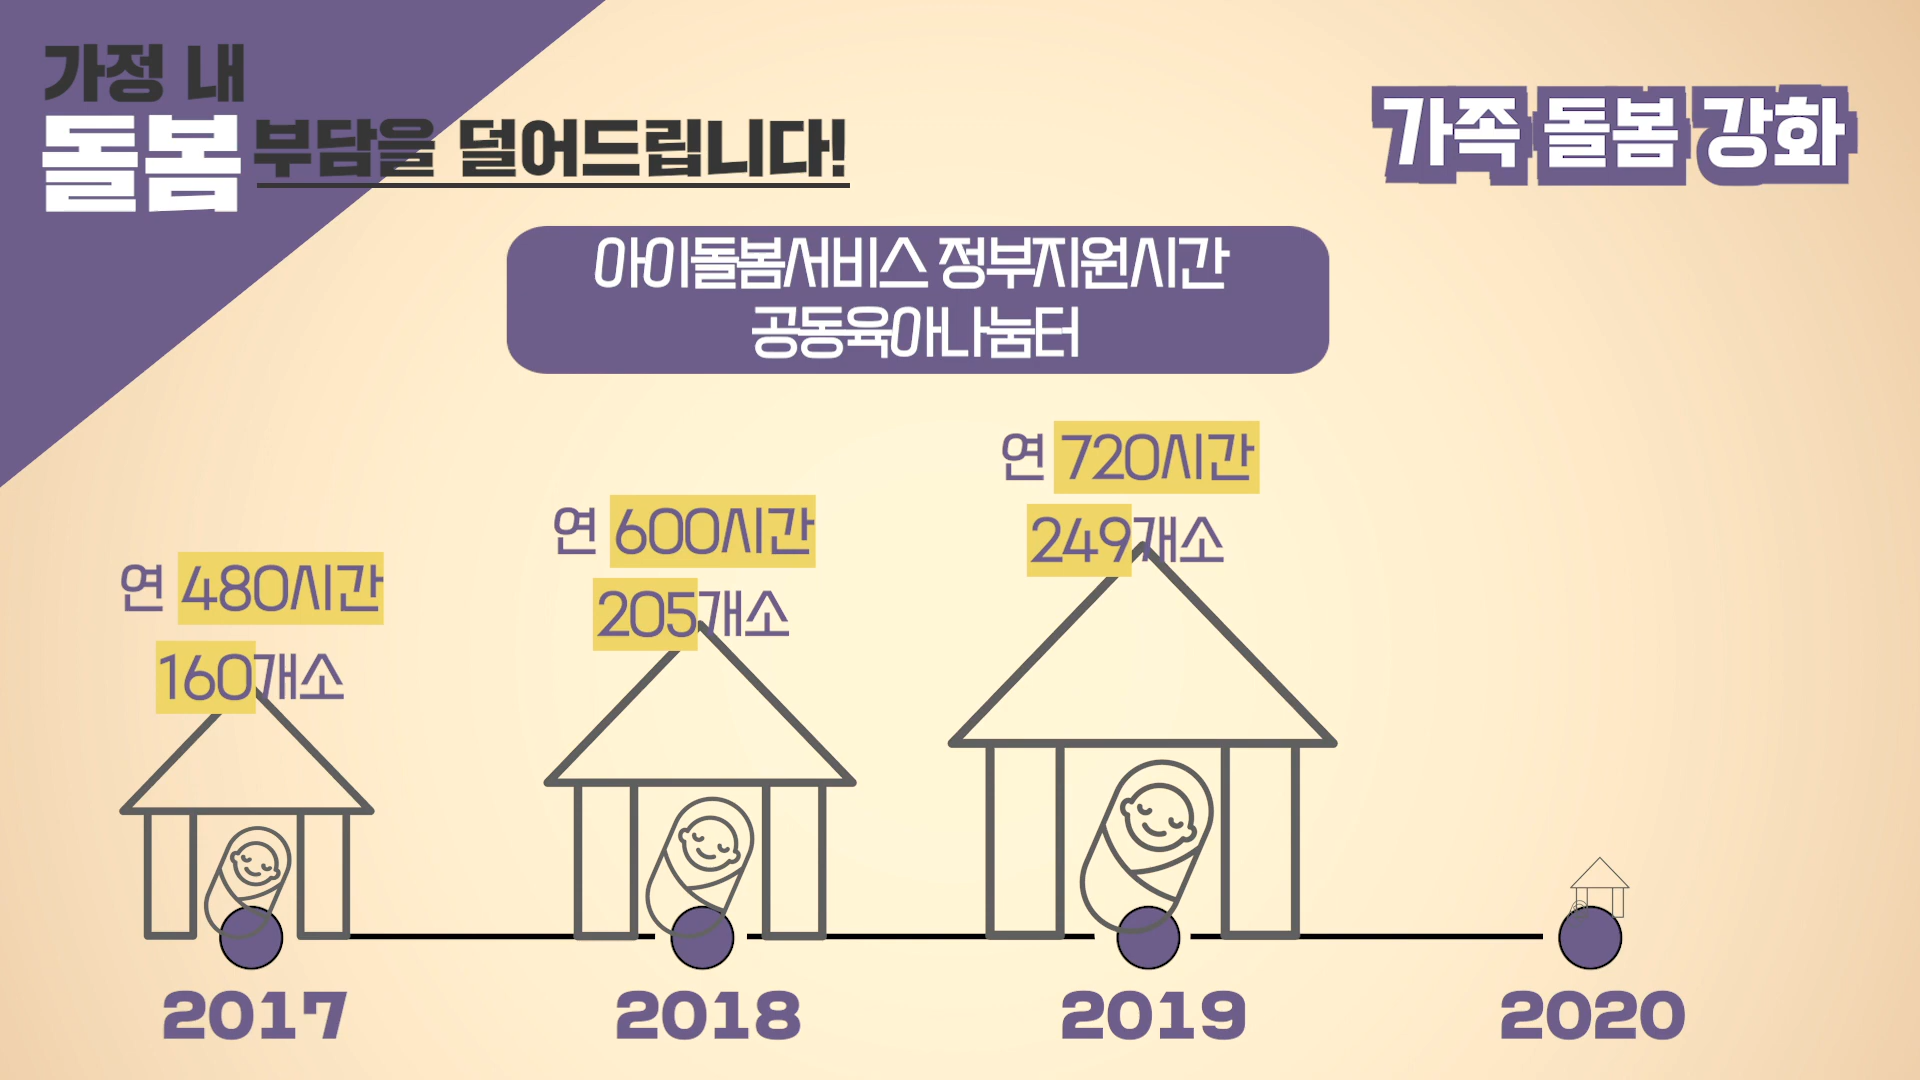 가정 내
돌봄 부담을 덜어드립니다!
가족 돌봄 강화
아이돌봄서비스 정부지원시간
공동육아나눔터
연 480시간
160개소
연 600시간
205개소
연 720시간
249개소
2017
2018
2019
2020